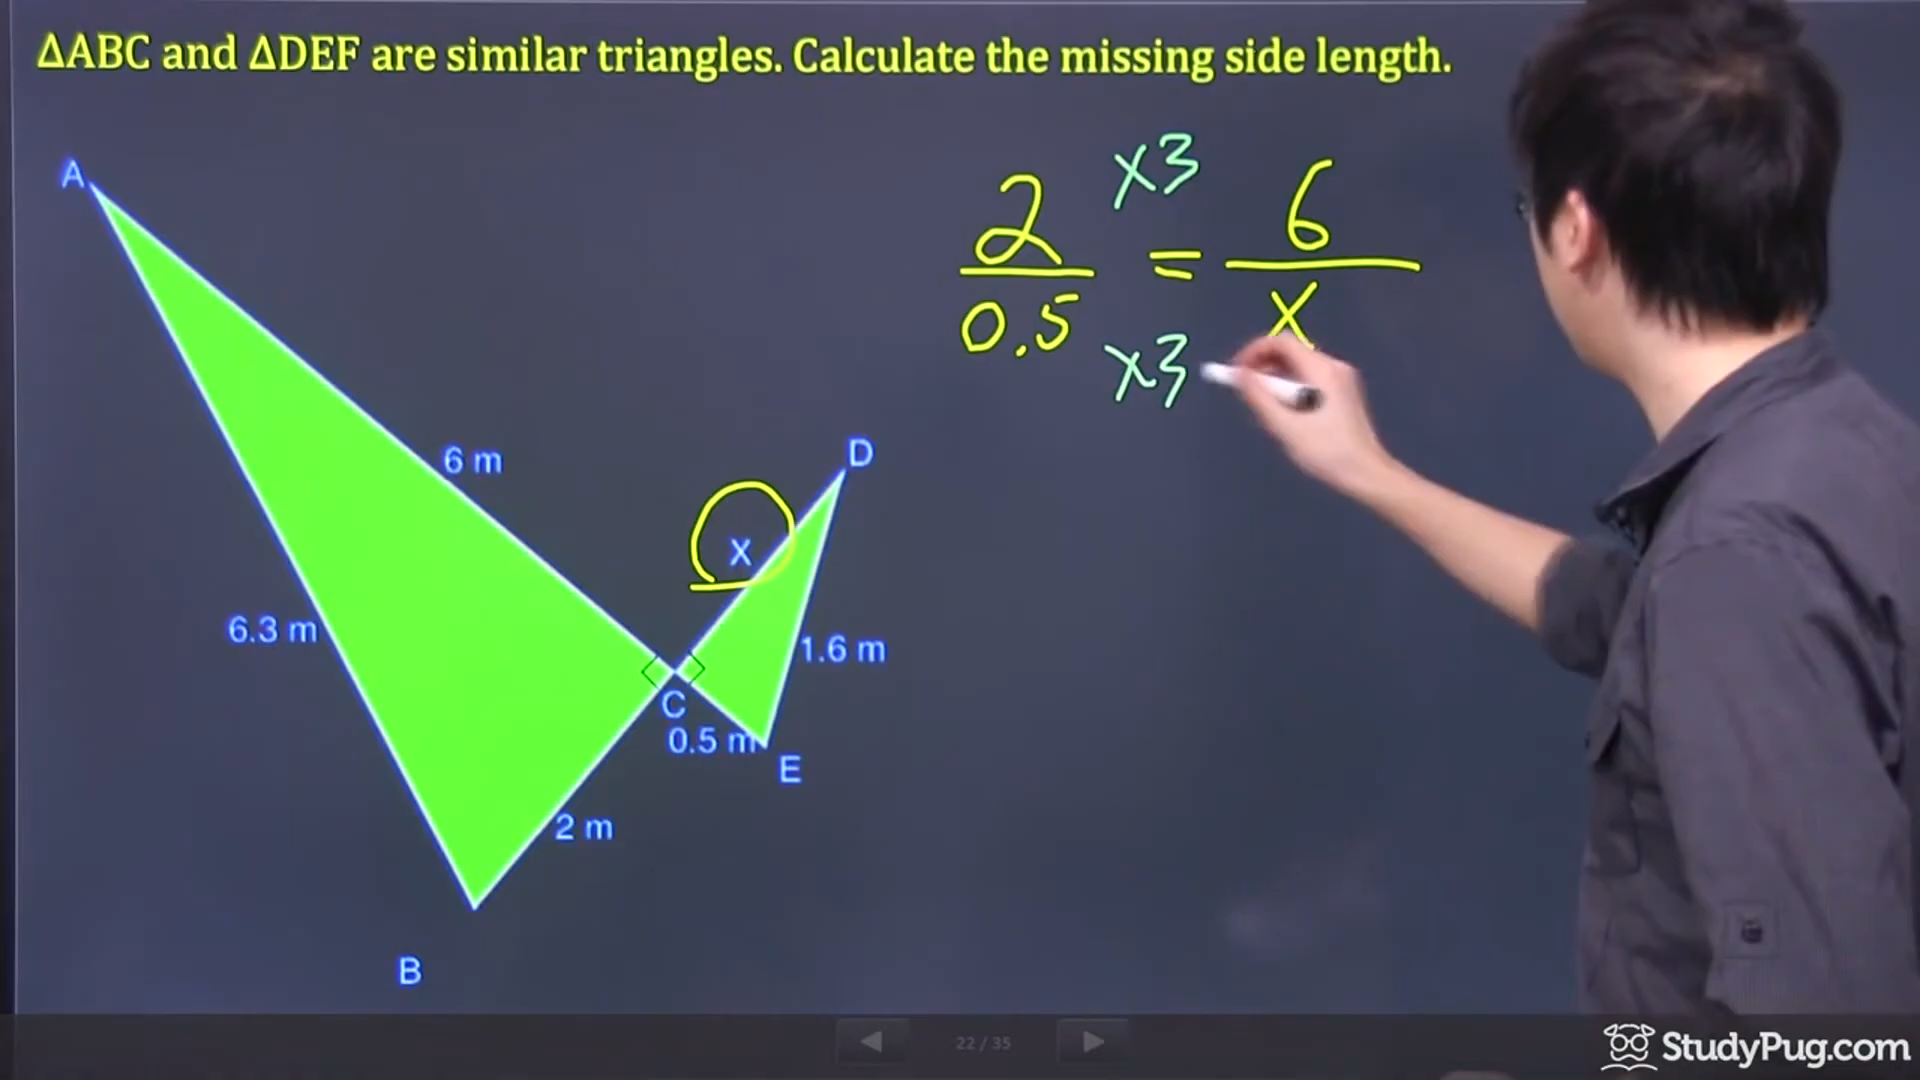 ΔABC and ΔDEF are similar triangles. Calculate the missing side length.
A
x3
2/0.5 = 6/x
x3
6 m
D
X
6.3 m
1.6 m
C
0.5 m
E
2 m
B
22 / 35
StudyPug.com